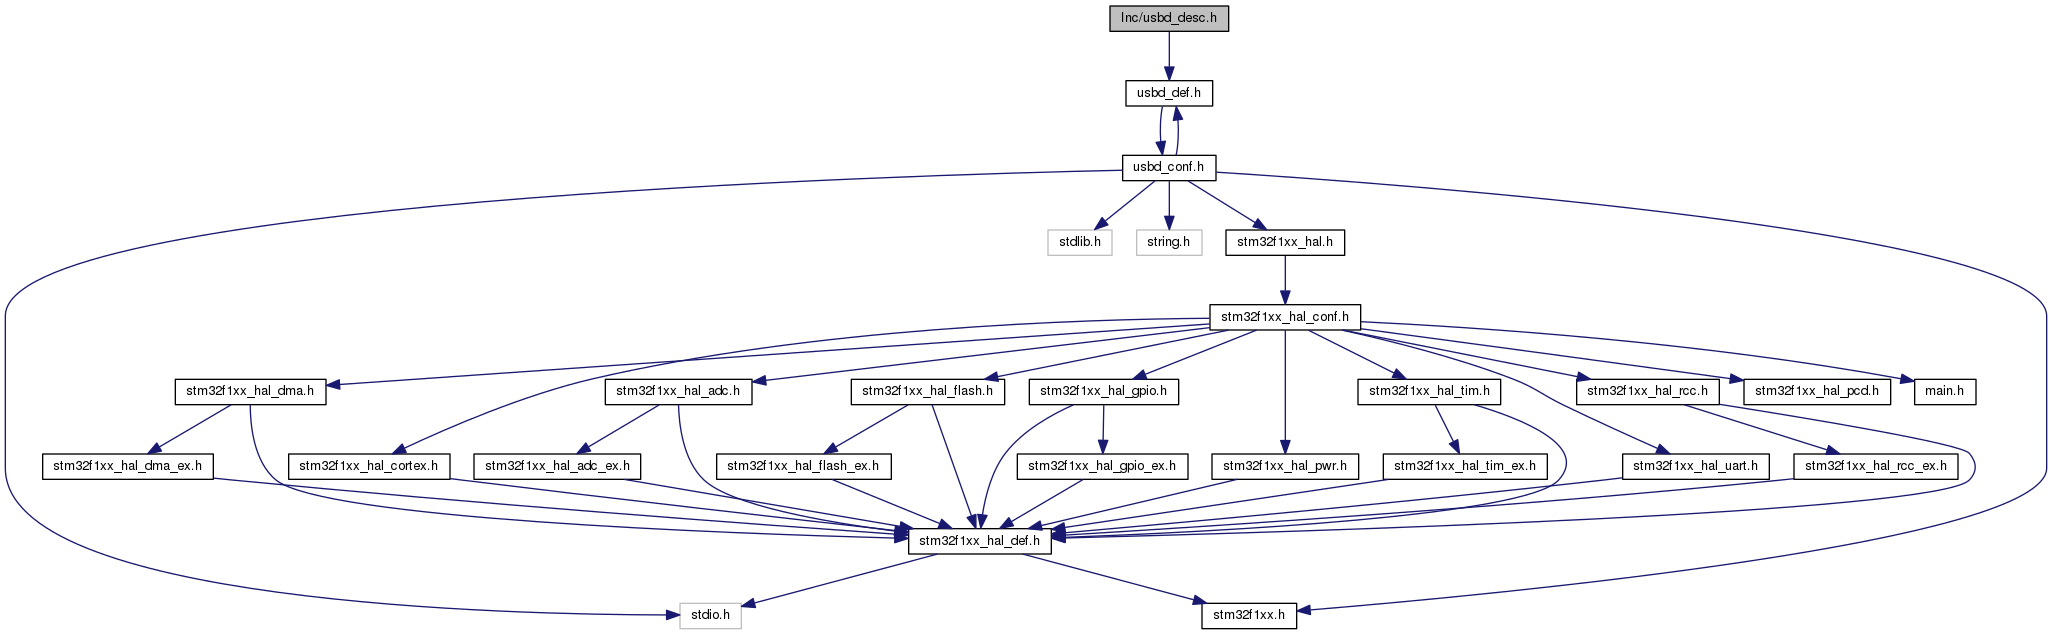 Inc/usbd_desc.h
usbd_def.h
usbd_conf.h
stdlib.h
string.h
stm32f1xx_hal.h
stm32f1xx_hal_conf.h
stm32f1xx_hal_dma.h
stm32f1xx_hal_adc.h
stm32f1xx_hal_flash.h
stm32f1xx_hal_gpio.h
stm32f1xx_hal_tim.h
stm32f1xx_hal_rcc.h
stm32f1xx_hal_pcd.h
main.h
stm32f1xx_hal_dma_ex.h
stm32f1xx_hal_cortex.h
stm32f1xx_hal_adc_ex.h
stm32f1xx_hal_flash_ex.h
stm32f1xx_hal_gpio_ex.h
stm32f1xx_hal_pwr.h
stm32f1xx_hal_tim_ex.h
stm32f1xx_hal_uart.h
stm32f1xx_hal_rcc_ex.h
stm32f1xx_hal_def.h
stdio.h
stm32f1xx.h